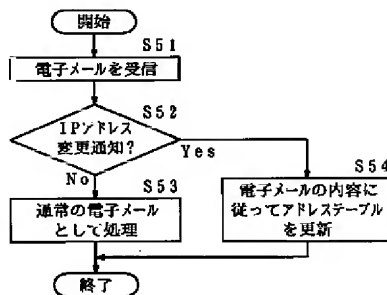 開始
S51
電子メールを受信
S52
IPアドレス
変更通知?
Yes
No
S53
S54
通常の電子メール
として処理
電子メールの内容に
従ってアドレステーブル
を更新
終了